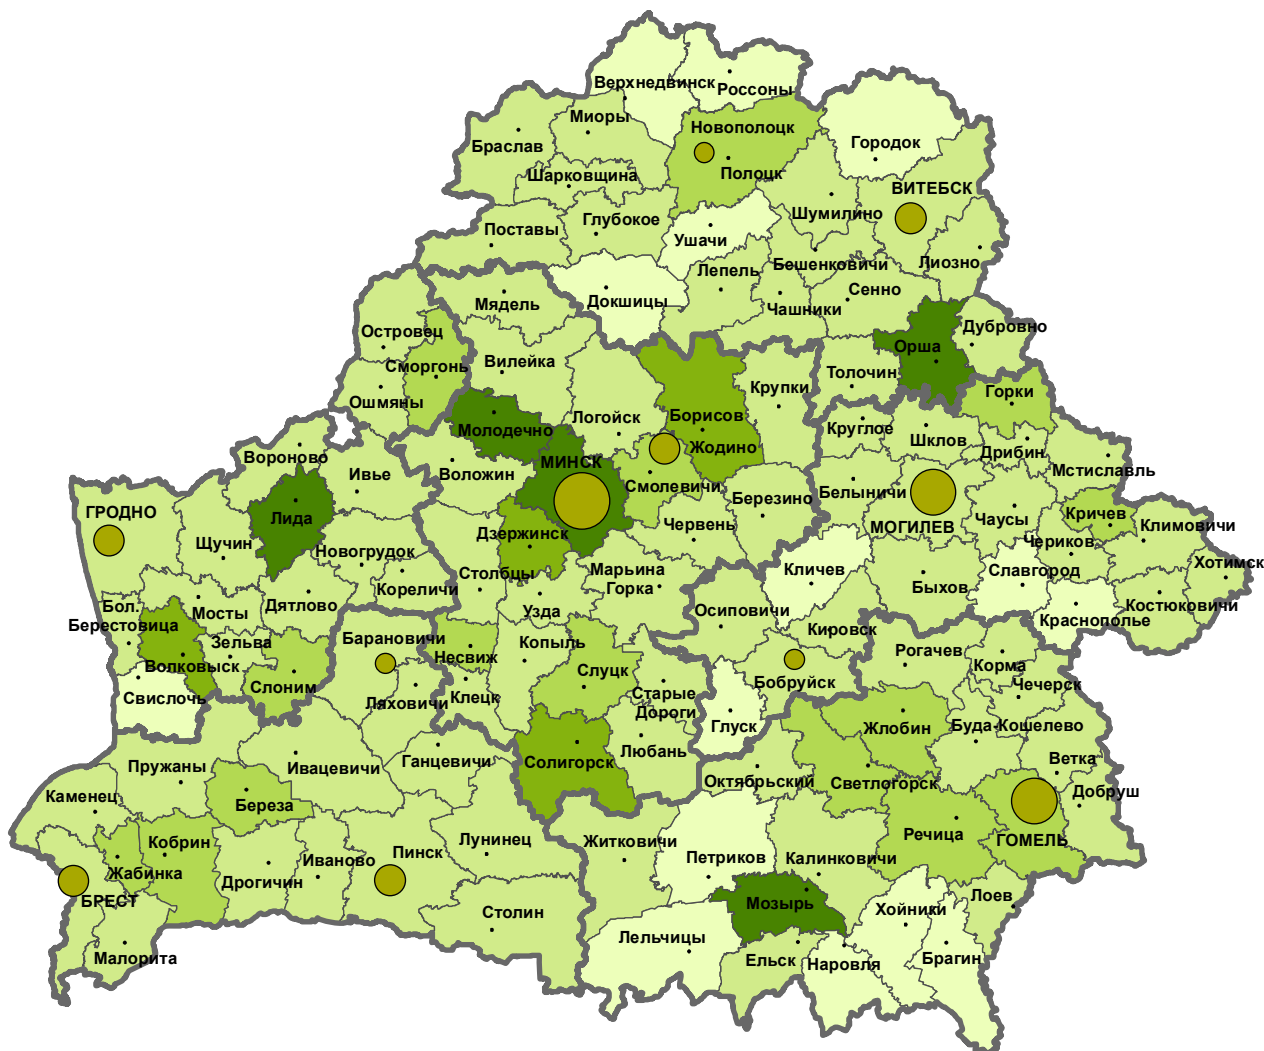 Верхнедвинск
Россоны
Миоры
Новополоцк
Браслав
Городок
Полоцк
Шарковщина
ВИТЕБСК
Шумилино
Глубокое
Поставы
Ушачи
Лиозно
Бешенковичи
Лепель
Сенно
Докшицы
Мядель
Чашники
Островец
Дубровно
Орша
Вилейка
Сморгонь
Толочин
Крупки
Горки
Ошмяны
Борисов
Логойск
Молодечно
Круглое
Шклов
Жодино
Дрибин
Вороново
МИНСК
Мстиславль
Ивье
Воложин
Смолевичи
Белыничи
Березино
ГРОДНО
Лида
Кричев
Чаусы
Климовичи
Червень
МОГИЛЕВ
Дзержинск
Щучин
Новогрудок
Чериков
Хотимск
Столбцы
Марьина
Горка
Кличев
Славгород
Кореличи
Быхов
Дятлово
Бол.
Берестовица
Мосты
Узда
Осиповичи
Костюковичи
Краснополье
Кировск
Барановичи
Зельва
Копыль
Несвиж
Рогачев
Волковыск
Корма
Слуцк
Бобруйск
Слоним
Чечерск
Свислочь
Ляховичи
Клецк
Старые
Дороги
Глуск
Жлобин
Буда-Кошелево
Любань
Солигорск
Ганцевичи
Ветка
Пружаны
Ивацевичи
Октябрьский
Светлогорск
Добруш
Каменец
Береза
Речица
ГОМЕЛЬ
Кобрин
Житковичи
Лунинец
Пинск
Иваново
Петриков
Калинковичи
Жабинка
Дрогичин
БРЕСТ
Лоев
Мозырь
Хойники
Столин
Лельчицы
Малорита
Ельск
Наровля
Брагин